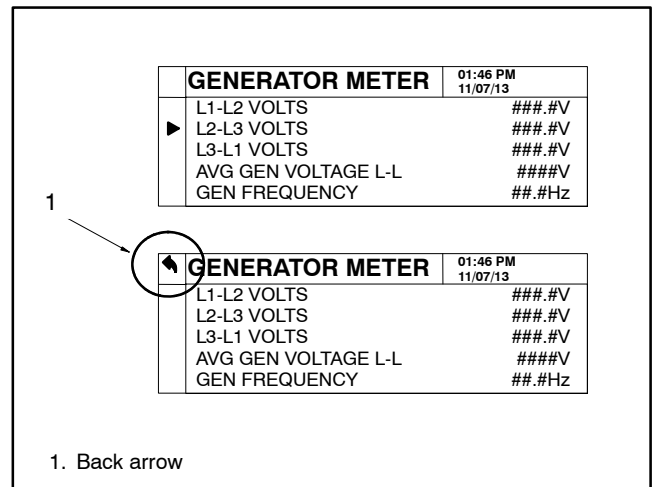 GENERATOR METER 01:46 PM
11/07/13
L1-L2 VOLTS ###.#V
L2-L3 VOLTS ###.#V
L3-L1 VOLTS ###.#V
AVG GEN VOLTAGE L-L ####V
GEN FREQUENCY ##.#Hz
1
GENERATOR METER 01:46 PM
11/07/13
L1-L2 VOLTS ###.#V
L2-L3 VOLTS ###.#V
L3-L1 VOLTS ###.#V
AVG GEN VOLTAGE L-L ####V
GEN FREQUENCY ##.#Hz
1. Back arrow